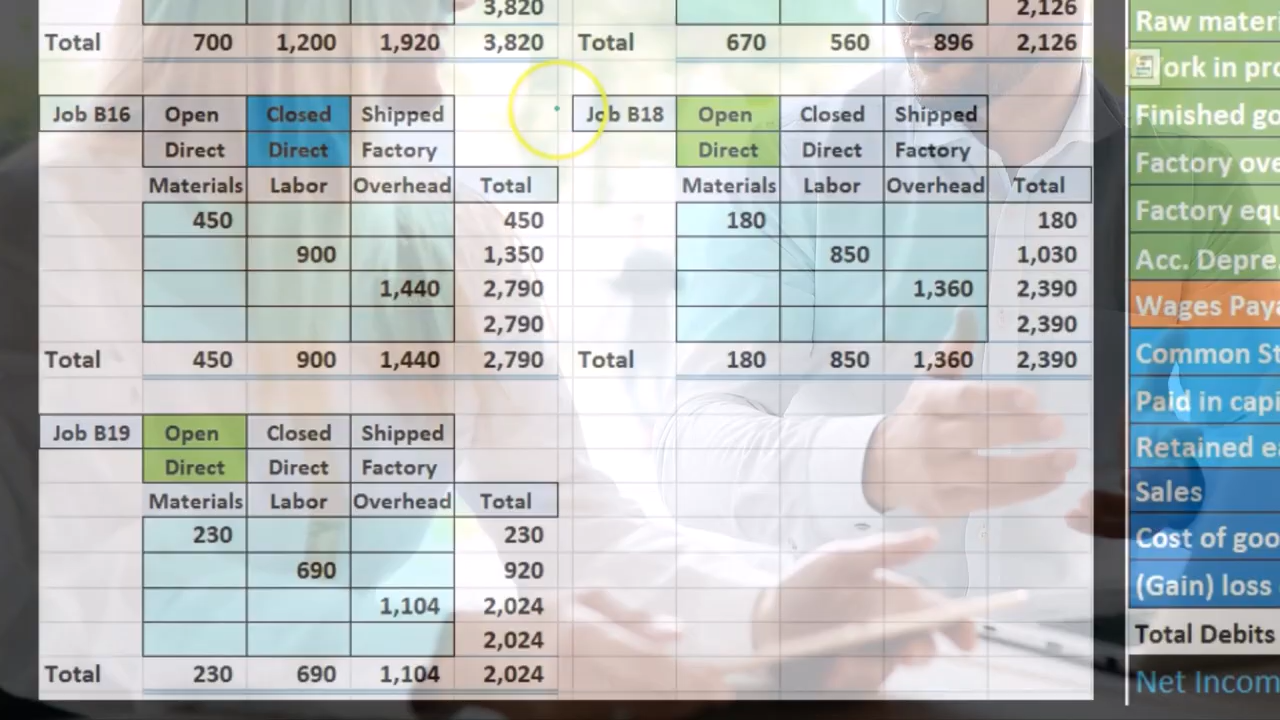 3,820 2,126
Total 700 1,200 1,920 3,820 Total 670 560 896 2,126
Job B16 Open Closed Shipped Job B18 Open Closed Shipped
Direct Direct Factory Direct Direct Factory
Materials Labor Overhead Total Materials Labor Overhead Total
450 450 180 180
900 1,350 850 1,030
1,440 2,790 1,360 2,390
2,790 2,390
Total 450 900 1,440 2,790 Total 180 850 1,360 2,390
Job B19 Open Closed Shipped
Direct Direct Factory
Materials Labor Overhead Total
230 230
690 920
1,104 2,024
2,024
Total 230 690 1,104 2,024
Raw mater
ork in pro
Finished go
Factory ove
Factory equ
Acc. Depre.
Wages Paya
Common St
Paid in capi
Retained ea
Sales
Cost of goo
(Gain) loss
Total Debits
Net Incom